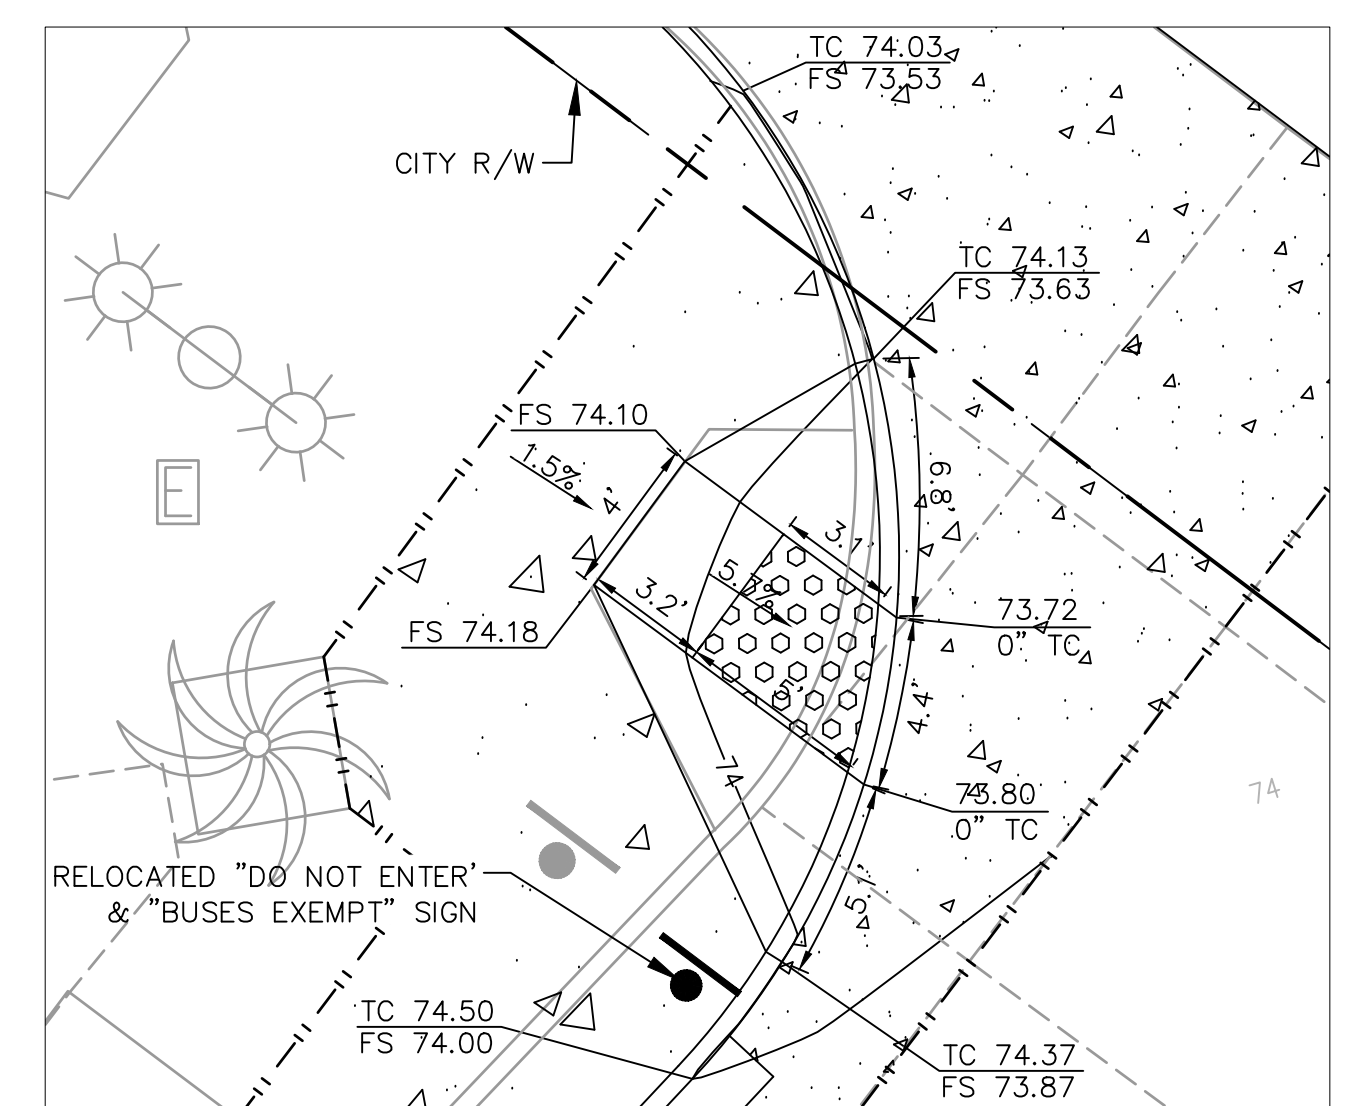 TC 74.03
FS 73.53
CITY R/W
TC 74.13
FS 73.63
FS 74.10
1.5%
4'
6.8'
3.1'
E
5.7%
3.2'
FS 74.18
73.72
0" TC
5'
4.4'
74
73.80
0" TC
74
RELOCATED "DO NOT ENTER'
& "BUSES EXEMPT" SIGN
5.1'
TC 74.50
FS 74.00
TC 74.37
FS 73.87